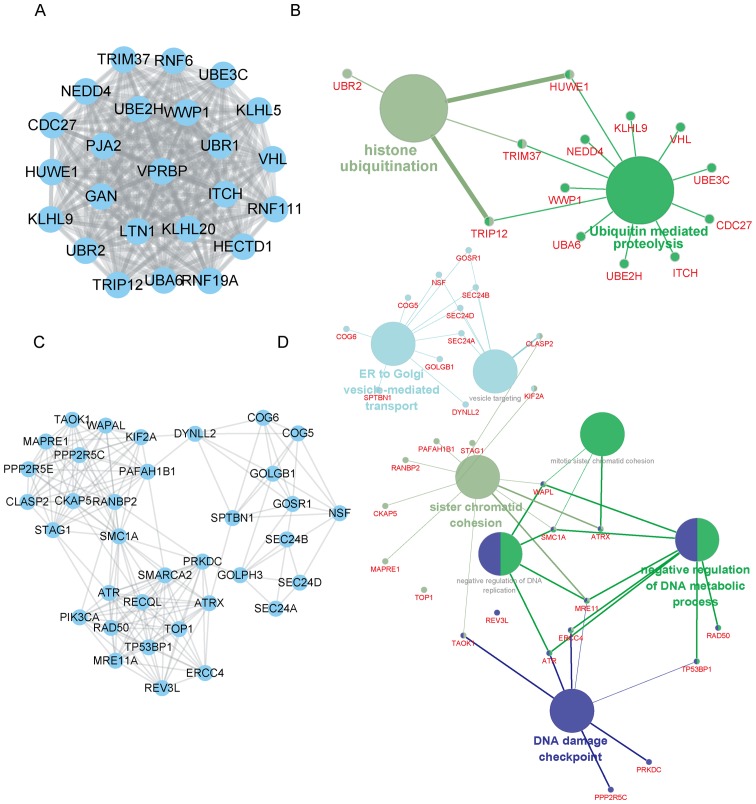 A
TRIM37
RNF6
UBE3C
NEDD4
UBE2H
WWP1
KLHL5
CDC27
PJA2
UBR1
VHL
HUWE1
VPRBP
GAN
ITCH
RNF111
KLHL9
LTN1
KLHL20
UBR2
HECTD1
TRIP12
UBA6
RNF19A
B
UBR2
HUWE1
histone
ubiquitination
TRIM37
TRIP12
KLHL9
VHL
NEDD4
UBE3C
WWP1
CDC27
Ubiquitin mediated
proteolysis
UBA6
UBE2H
ITCH
C
TAOK1
WAPAL
MAPRE1
KIF2A
PPP2R5C
PPP2R5E
PAFAH1B1
CLASP2
CKAP5
RANBP2
STAG1
SMC1A
DYNLL2
COG6
COG5
GOLGB1
GOSR1
SPTBN1
NSF
SEC24B
GOLPH3
SEC24D
SEC24A
PRKDC
SMARCA2
ATR
RECQL
ATRX
PIK3CA
RAD50
TOP1
TP53BP1
MRE11A
ERCC4
REV3L
D
GOSR1
NSF
SEC24B
COG5
SEC24D
COG6
SEC24A
CLASP2
GOLGB1
ER to Golgi
vesicle-mediated
transport
SPTBN1
vesicle targeting
DYNLL2
KIF2A
PAFAH1B1
STAG1
RANBP2
mitotic sister chromatid cohesion
WAPL
sister chromatid
cohesion
CKAP5
SMC1A
ATRX
MAPRE1
negative regulation of DNA
replication
negative regulation
of DNA metabolic
process
TOP1
MRE11
REV3L
TAOK1
ERCC4
RAD50
ATR
TP53BP1
DNA damage
checkpoint
PRKDC
PPP2R5C